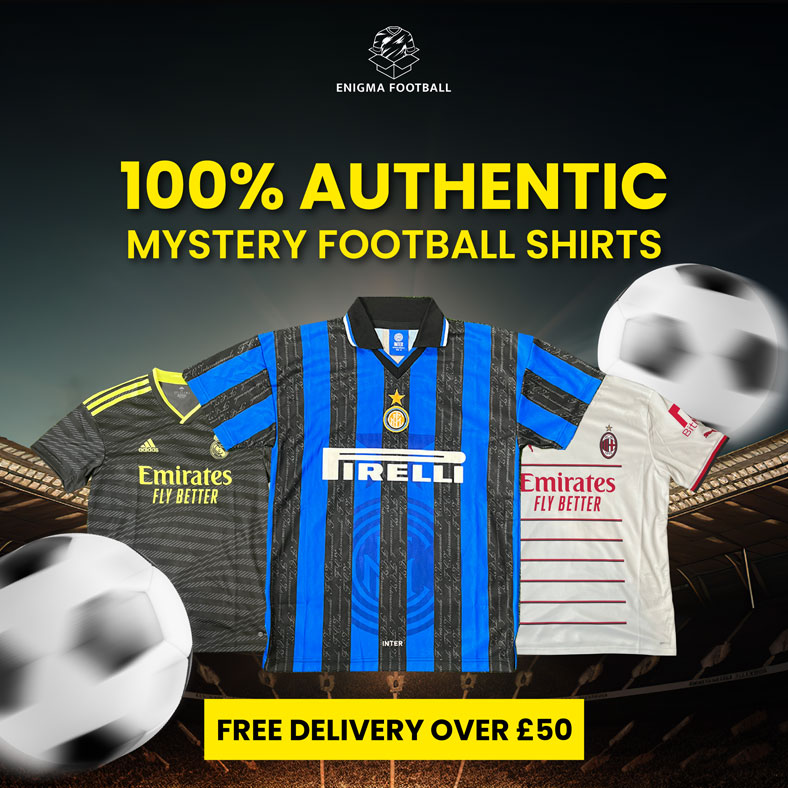 ENIGMA FOOTBALL
100% AUTHENTIC
MYSTERY FOOTBALL SHIRTS
INTER
adidas
Emirates
FLY BETTER
PIRELLI
INTER
Emirates
FLY BETTER
FREE DELIVERY OVER £50